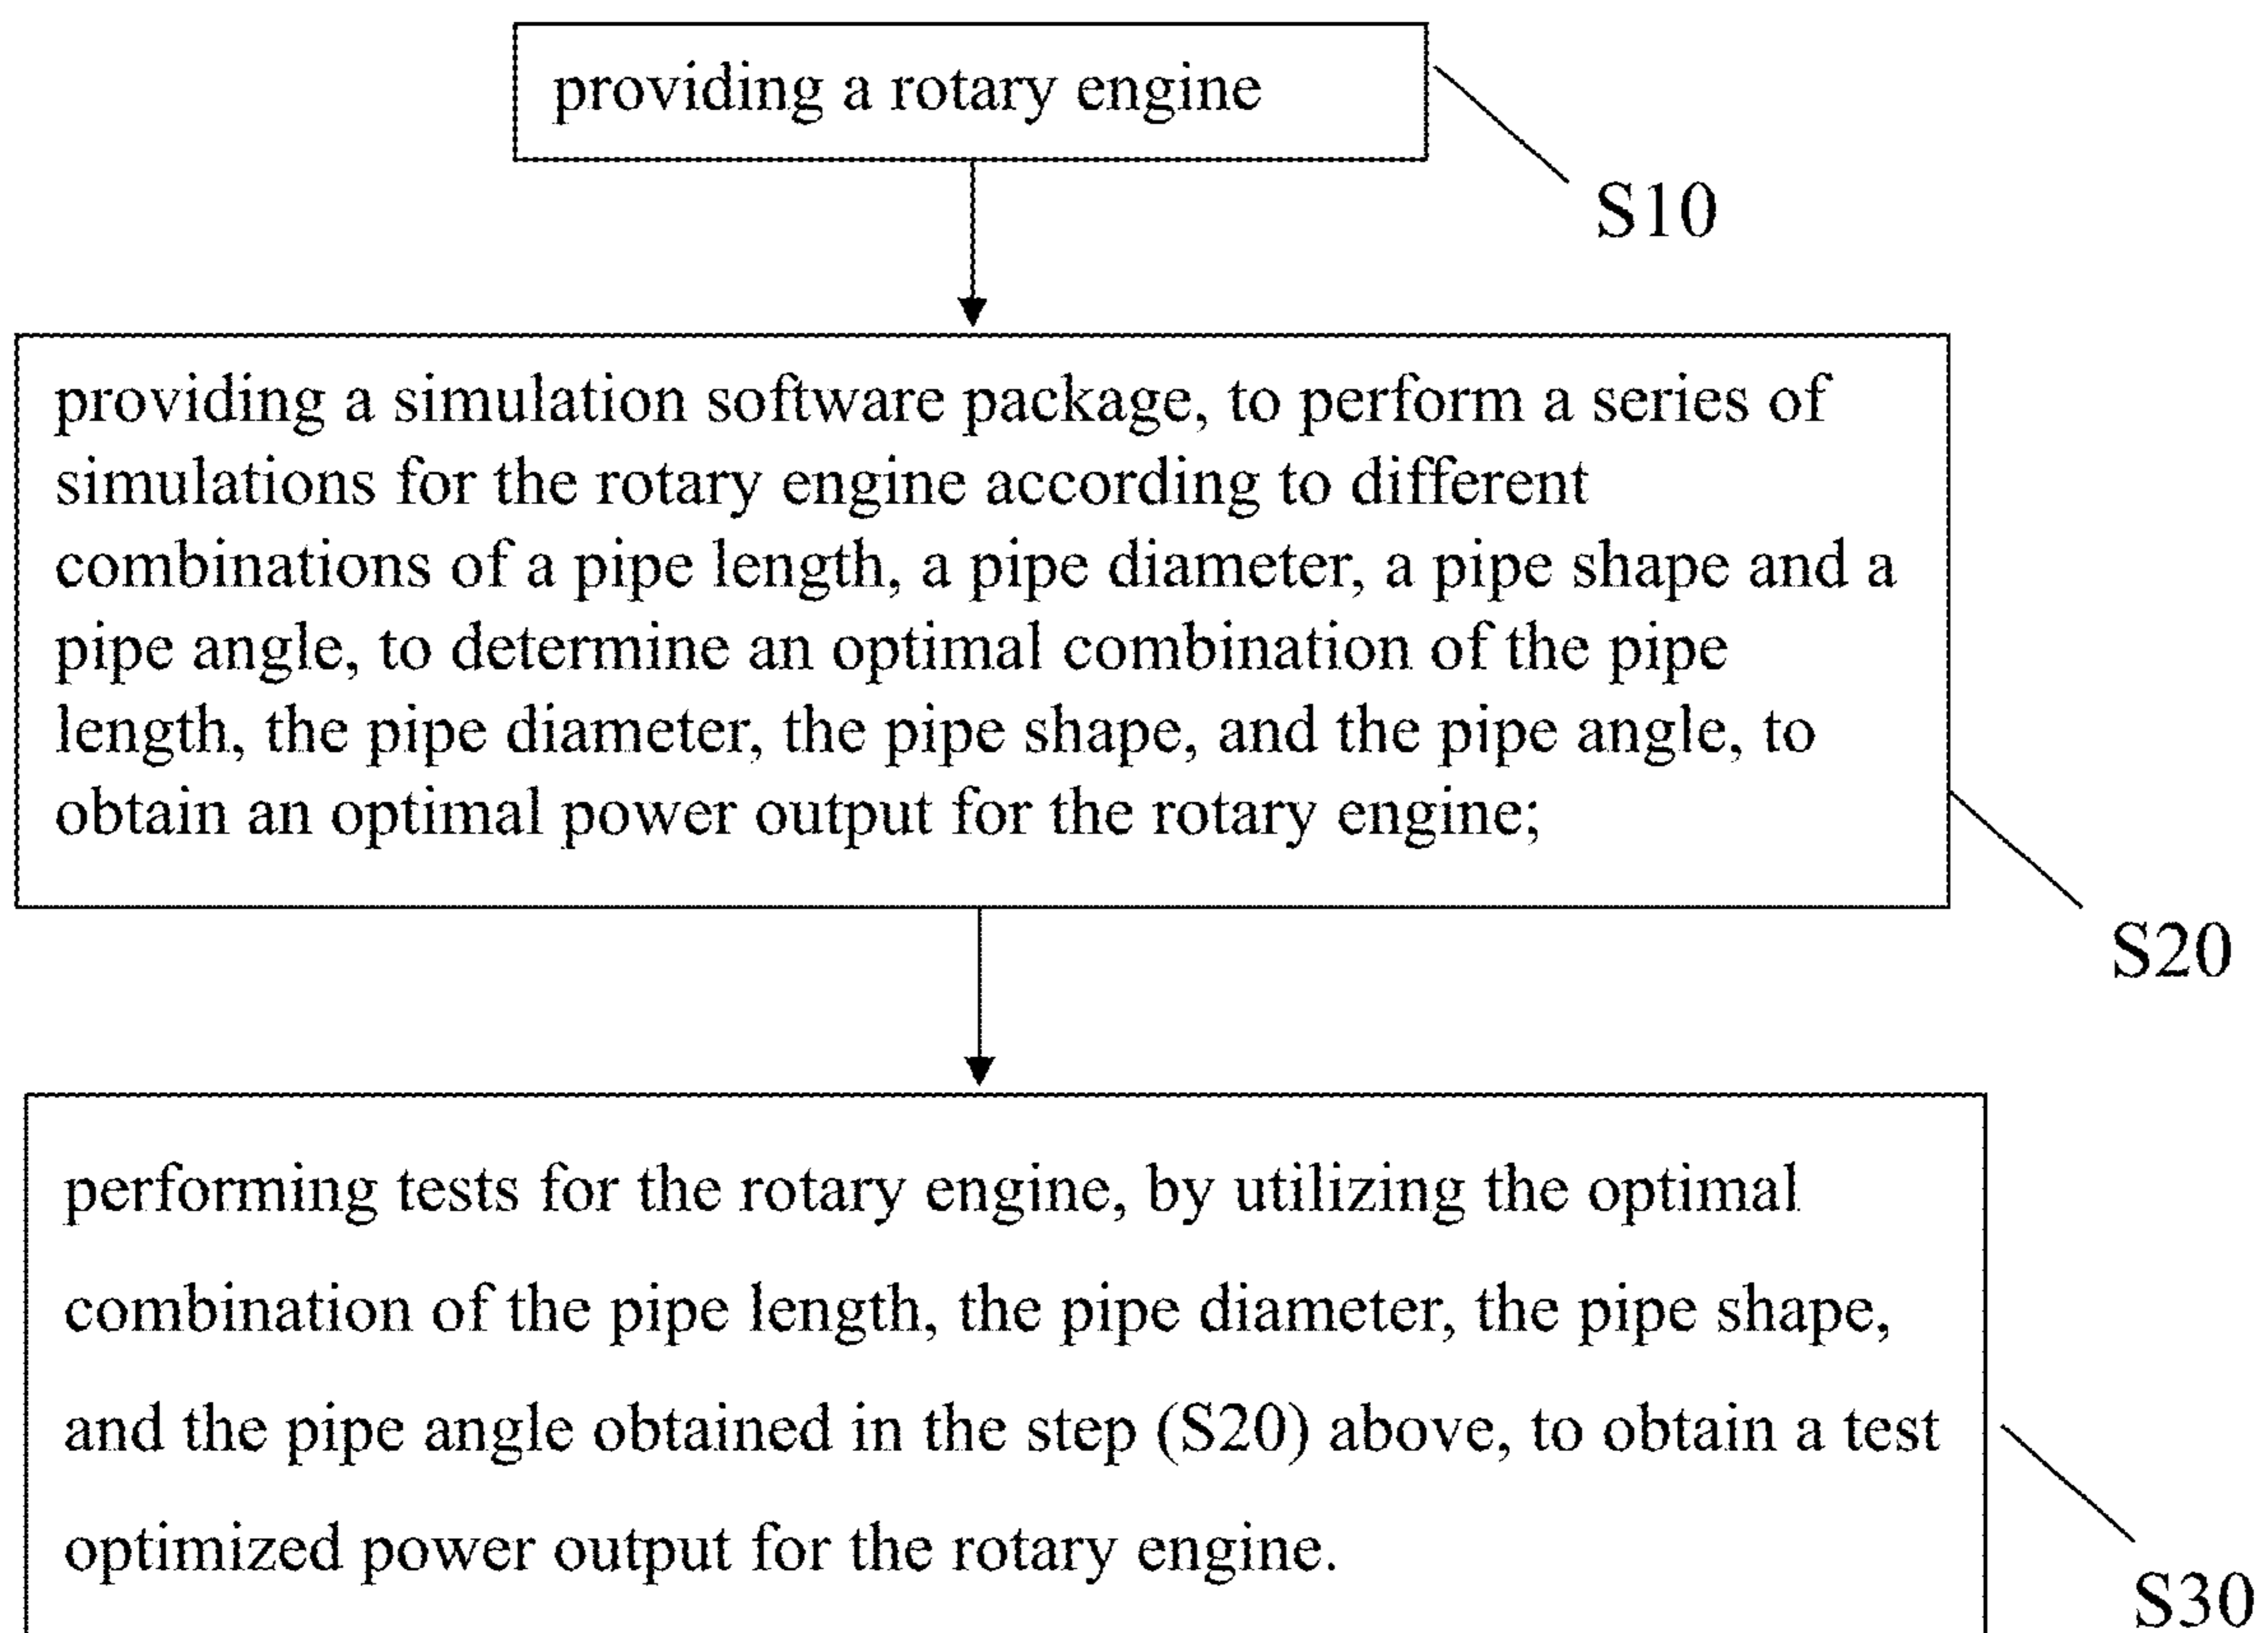 providing a rotary engine
S10
providing a simulation software package, to perform a series of
simulations for the rotary engine according to different
combinations of a pipe length, a pipe diameter, a pipe shape and a
pipe angle, to determine an optimal combination of the pipe
length, the pipe diameter, the pipe shape, and the pipe angle, to
obtain an optimal power output for the rotary engine;
S20
performing tests for the rotary engine, by utilizing the optimal
combination of the pipe length, the pipe diameter, the pipe shape,
and the pipe angle obtained in the step (S20) above, to obtain a test
optimized power output for the rotary engine.
S30